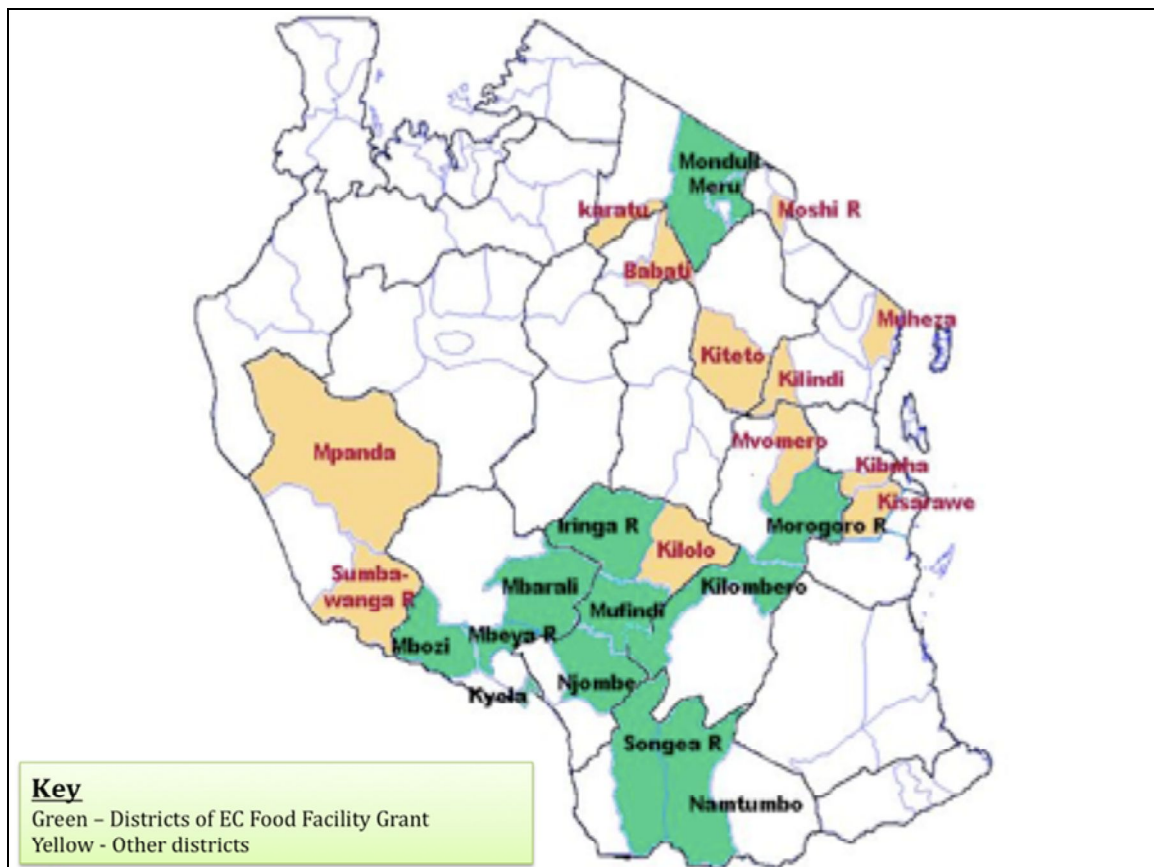 Monduli
Meru
karatu
Moshi R
Babati
Muheza
Kiteto
Kilindi
Mvomero
Mpanda
Kibaha
Kisarawe
Iringa R
Morogoro R
Kilolo
Sumba-
wanga R
Mbarali
Kilombero
Mufindi
Mbeya R
Mbozi
Njombe
Kyela
Songea R
Namtumbo
Key
Green – Districts of EC Food Facility Grant
Yellow - Other districts